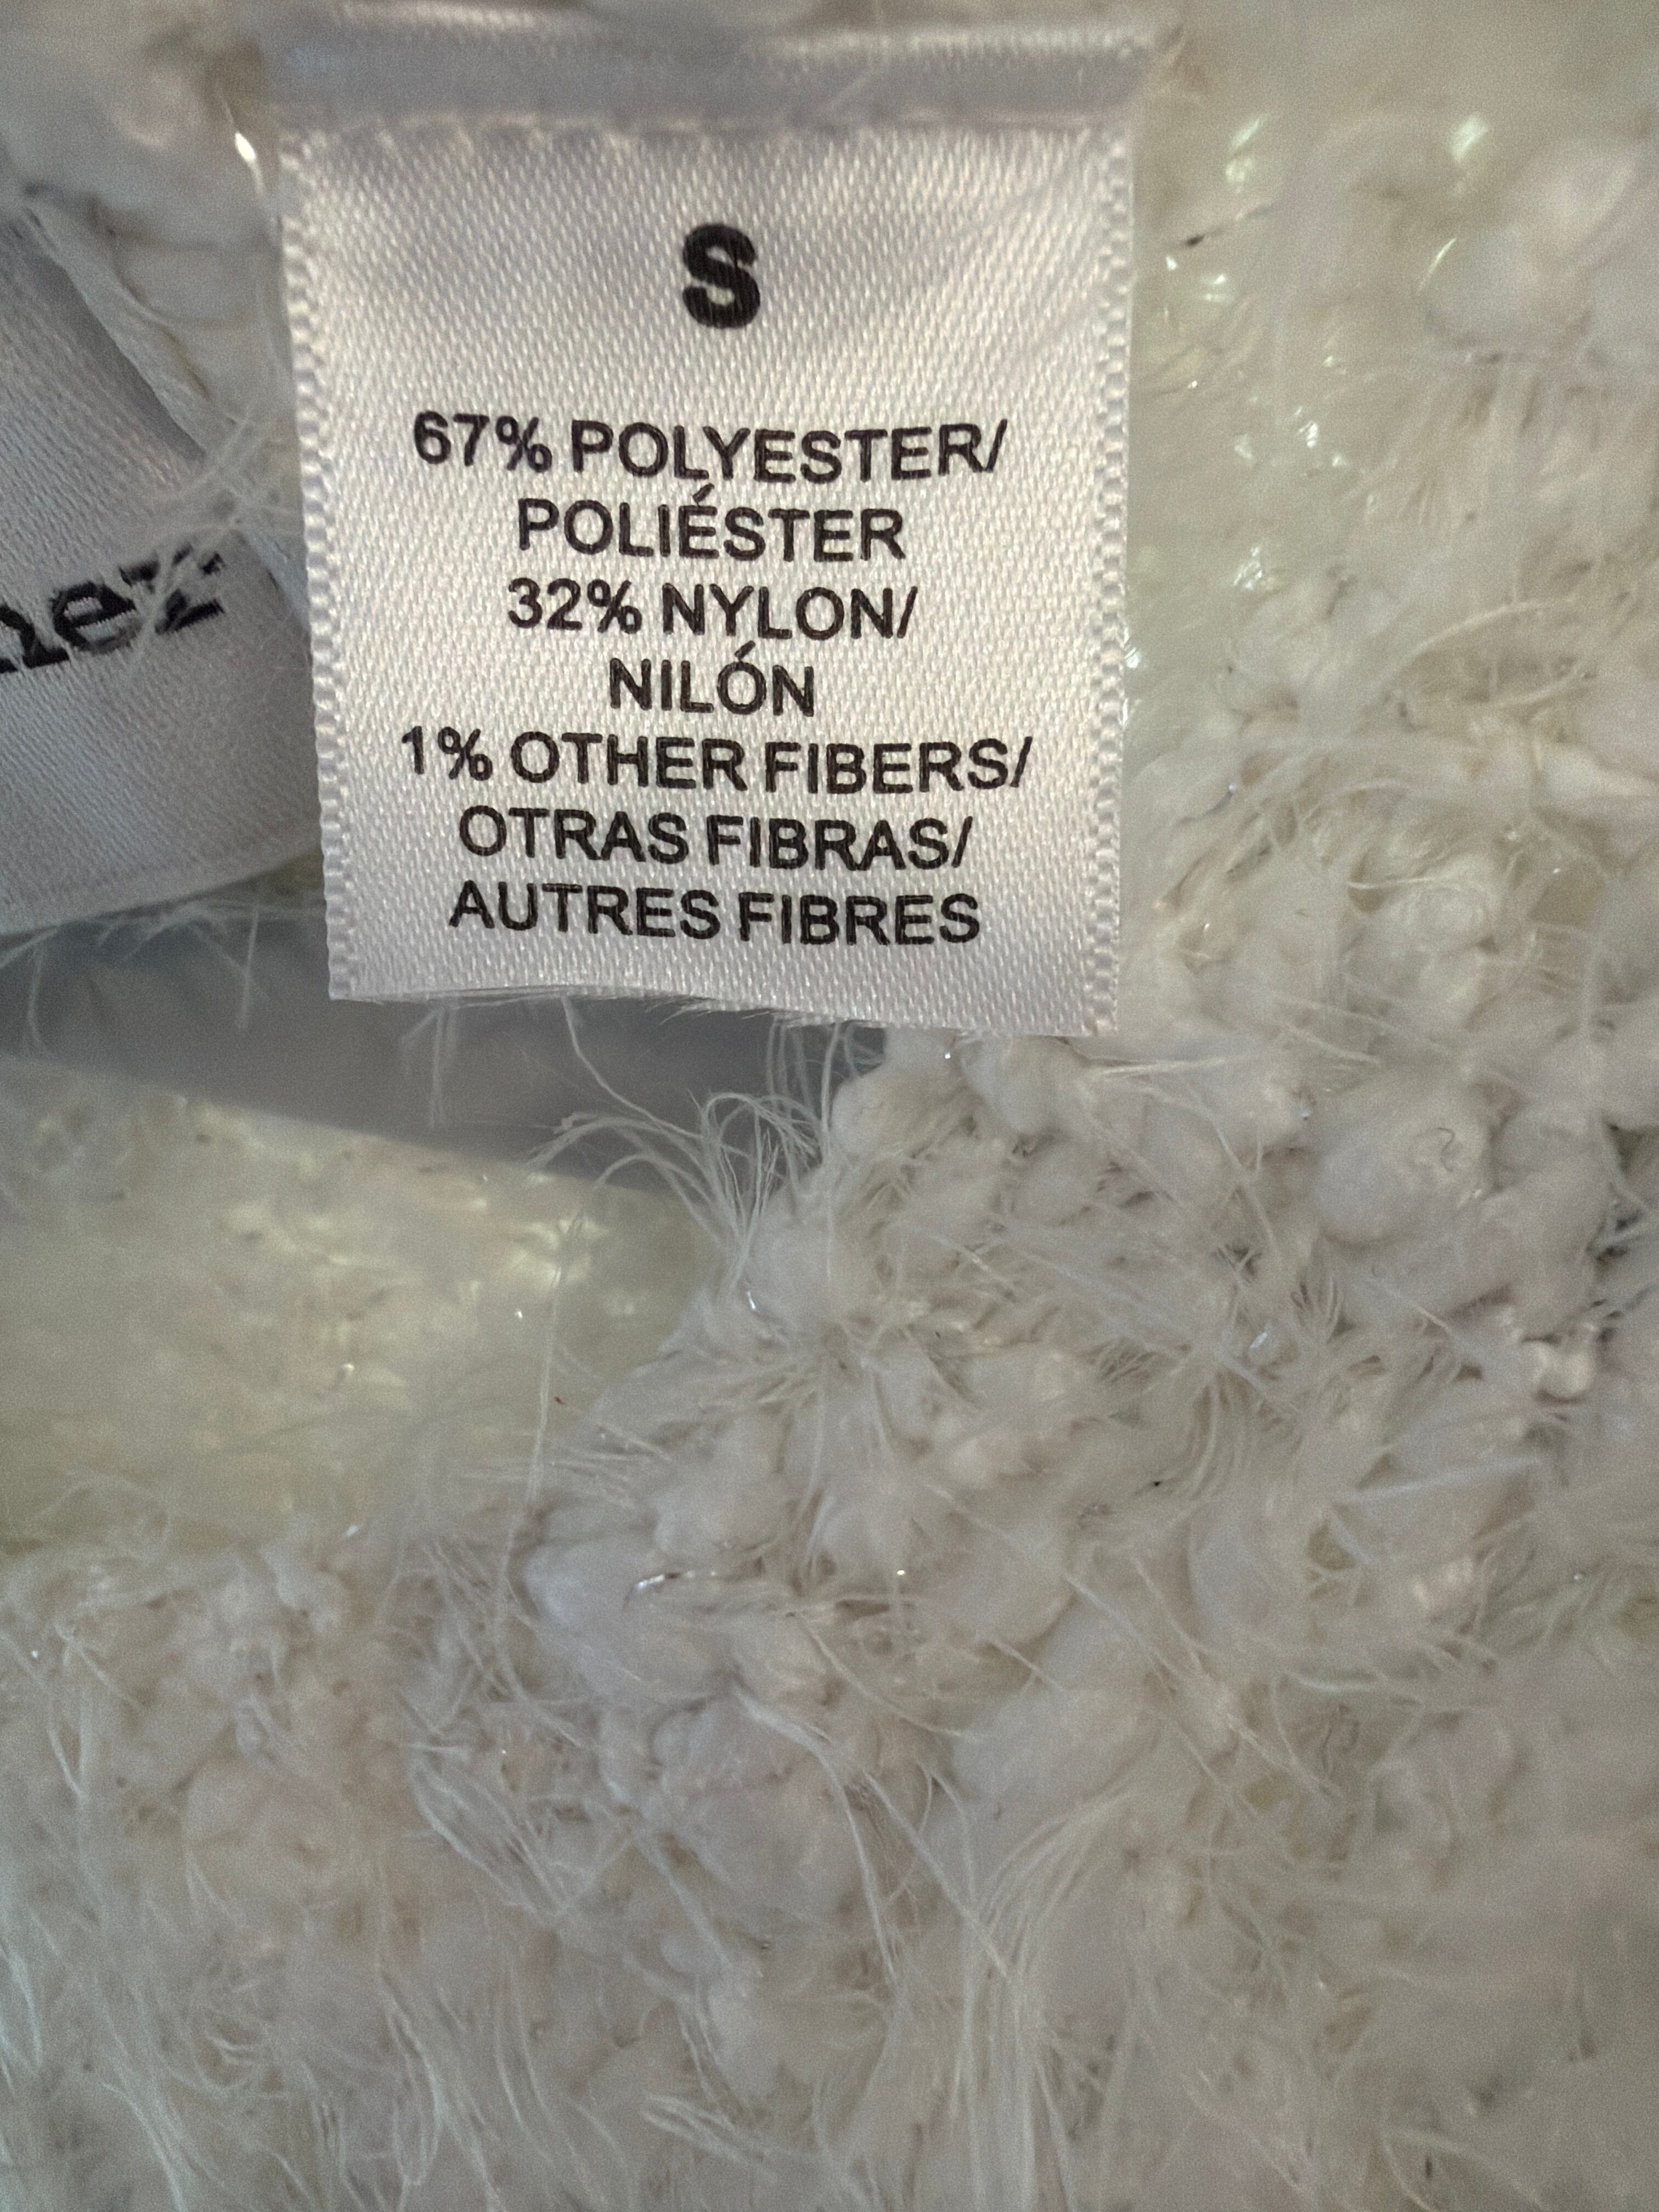 S
67% POLYESTER/
POLIÉSTER
32% NYLON/
NILÓN
1% OTHER FIBERS/
OTRAS FIBRAS/
AUTRES FIBRES